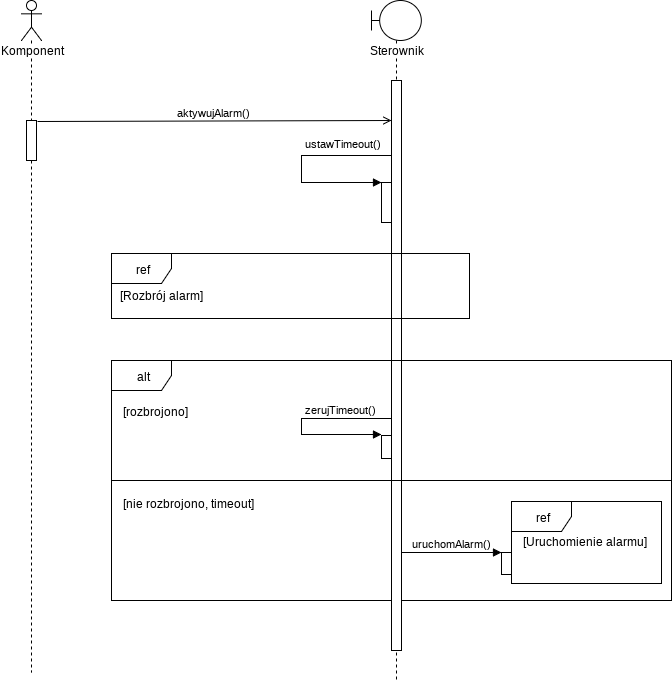 Komponent
Sterownik
aktywujAlarm()
ustawTimeout()
ref
[Rozbrój alarm]
alt
[rozbrojono]
zerujTimeout()
[nie rozbrojono, timeout]
ref
[Uruchomienie alarmu]
uruchomAlarm()